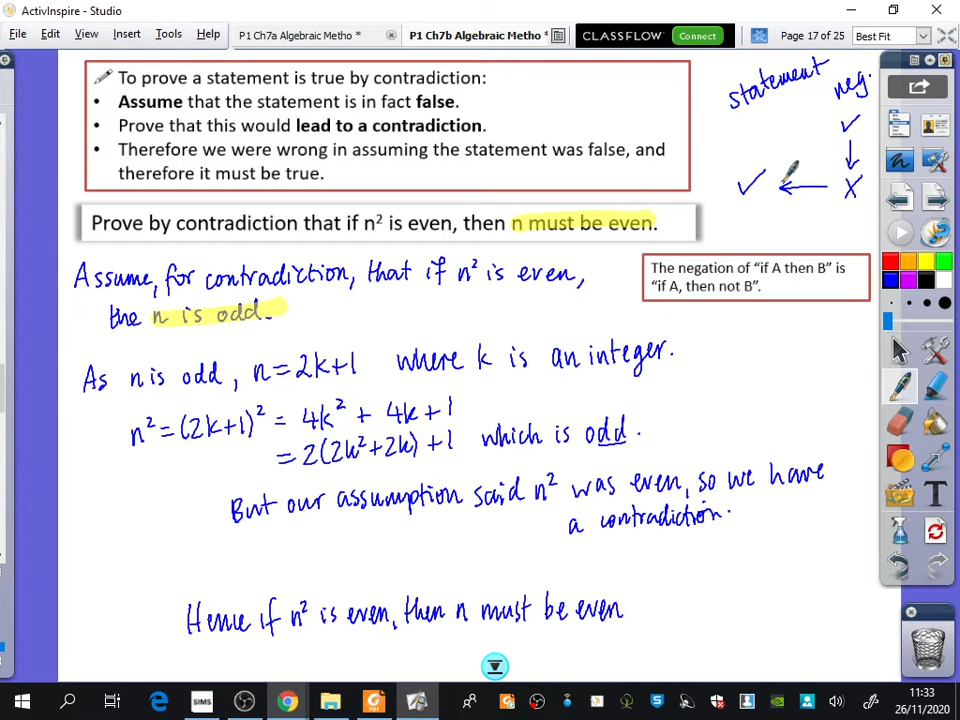 ActivInspire - Studio
File Edit View Insert Tools Help
P1 Ch7a Algebraic Metho *
P1 Ch7b Algebraic Metho *
CLASSFLOW Connect
Page 17 of 25
Best Fit
To prove a statement is true by contradiction:
• Assume that the statement is in fact false.
• Prove that this would lead to a contradiction.
• Therefore we were wrong in assuming the statement was false, and
therefore it must be true.
statement neg.
✓
✓ ← X
Prove by contradiction that if n² is even, then n must be even.
The negation of “if A then B” is
“if A, then not B”.
Assume, for contradiction, that if n² is even,
the n is odd.
As n is odd, n=2k+1 where k is an integer.
n² = (2k+1)² = 4k² + 4k + 1
= 2(2k²+2k) + 1 which is odd.
But our assumption said n² was even, so we have
a contradiction.
Hence if n² is even, then n must be even
T
SIMS
11:33
26/11/2020